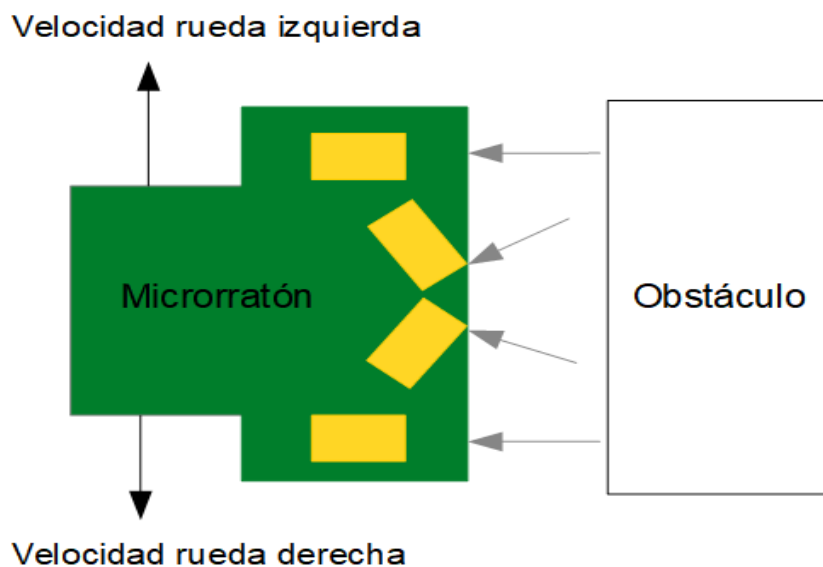 Velocidad rueda izquierda
Microrratón
Obstáculo
Velocidad rueda derecha